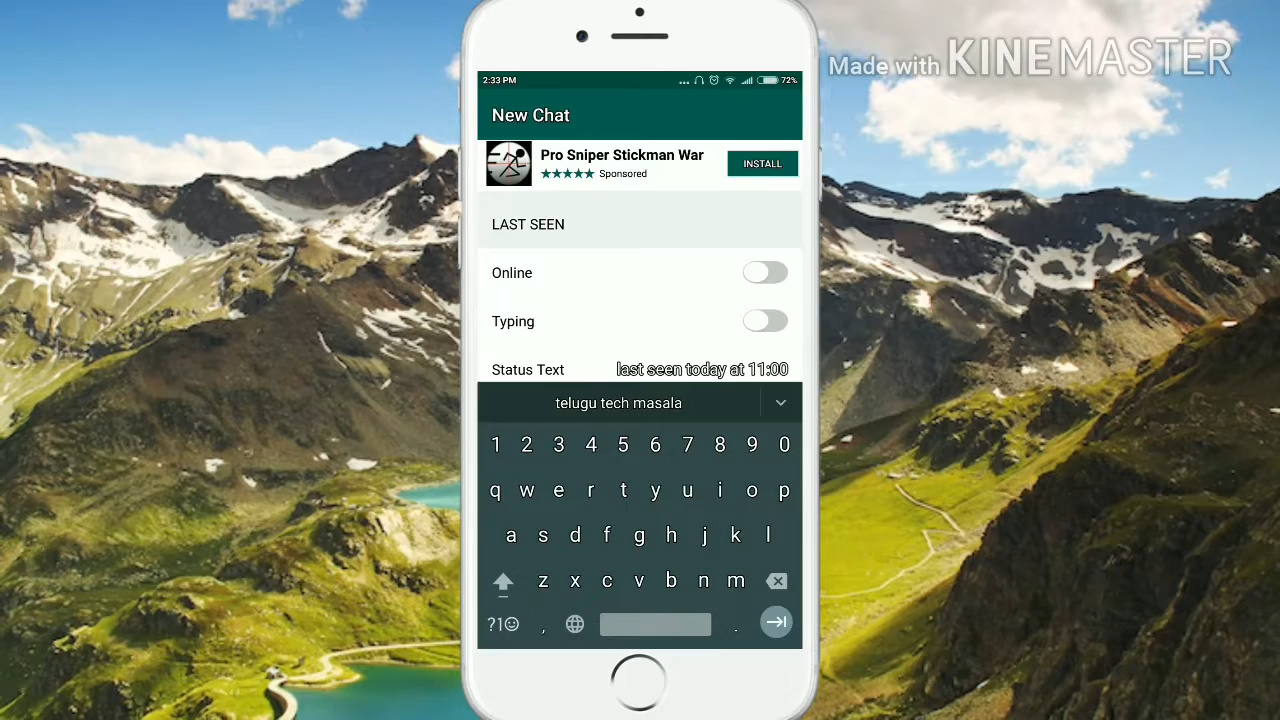 Made with KINEMASTER
2:33 PM ... 72%
New Chat
Pro Sniper Stickman War
★★★★★ Sponsored
INSTALL
LAST SEEN
Online
Typing
Status Text last seen today at 11:00
telugu tech masala
1 2 3 4 5 6 7 8 9 0
q w e r t y u i o p
a s d f g h j k l
z x c v b n m
?1☺ , .